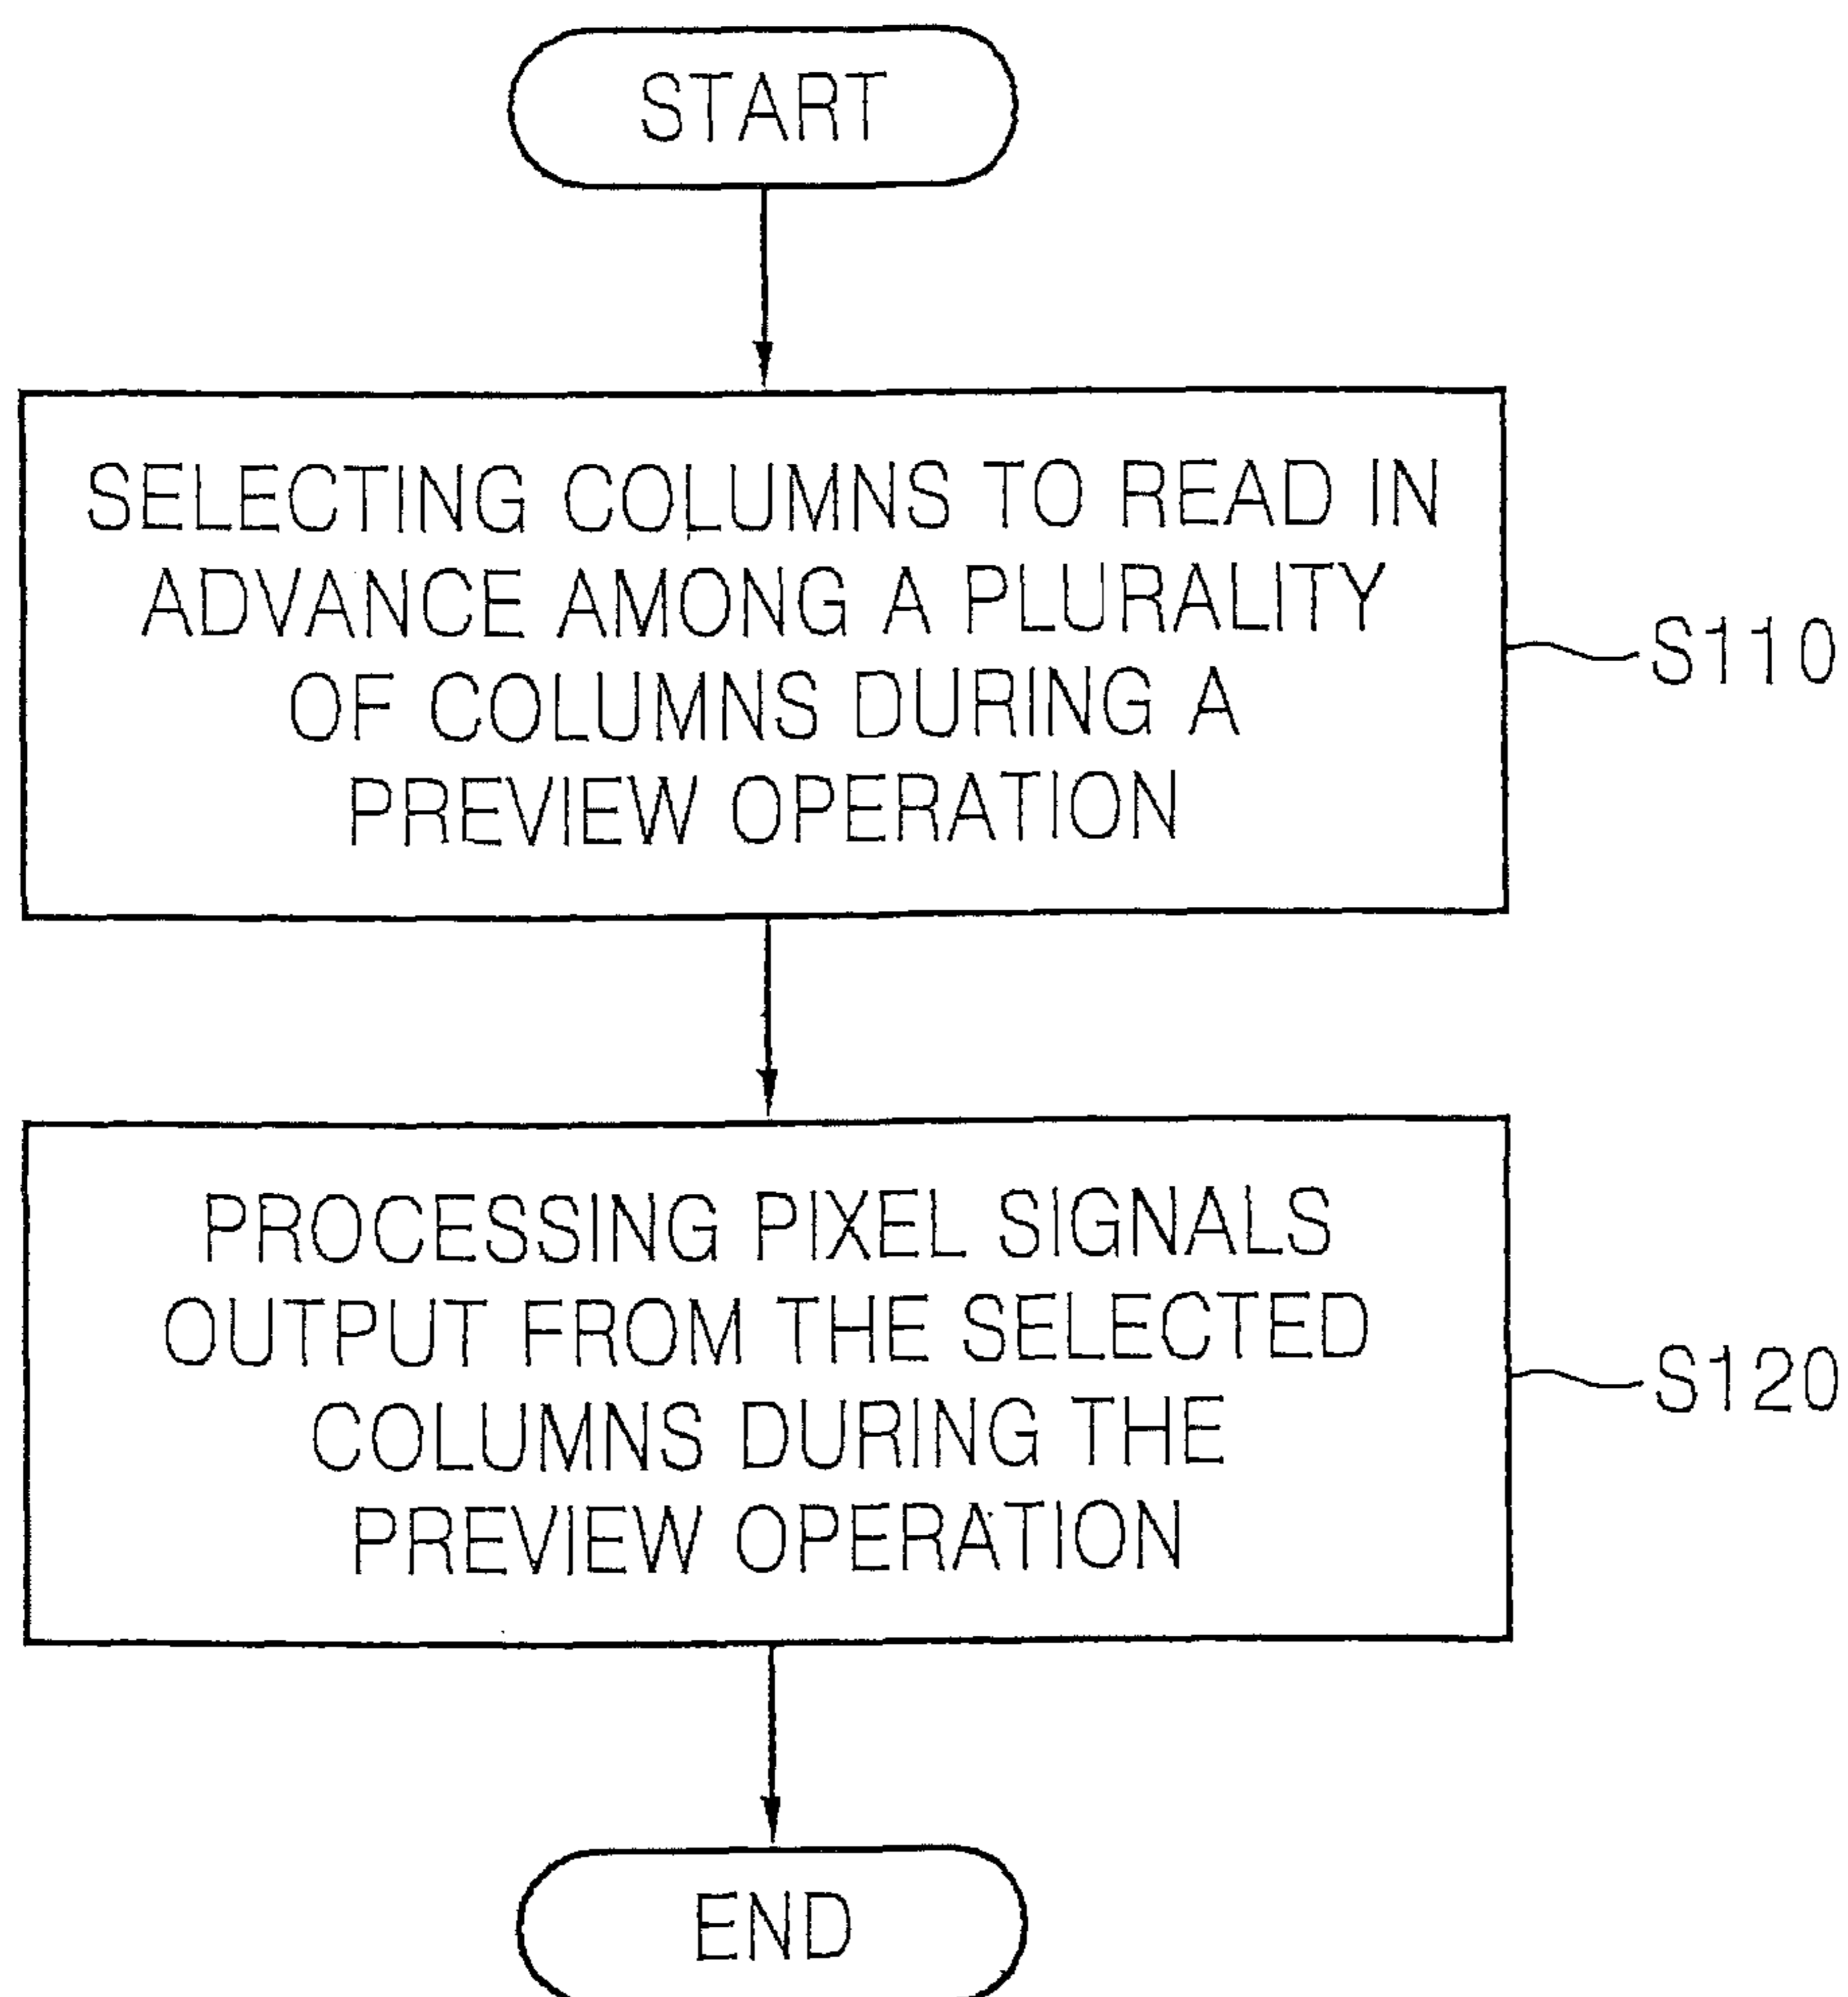 START
SELECTING COLUMNS TO READ IN
ADVANCE AMONG A PLURALITY
OF COLUMNS DURING A
PREVIEW OPERATION
S110
PROCESSING PIXEL SIGNALS
OUTPUT FROM THE SELECTED
COLUMNS DURING THE
PREVIEW OPERATION
S120
END